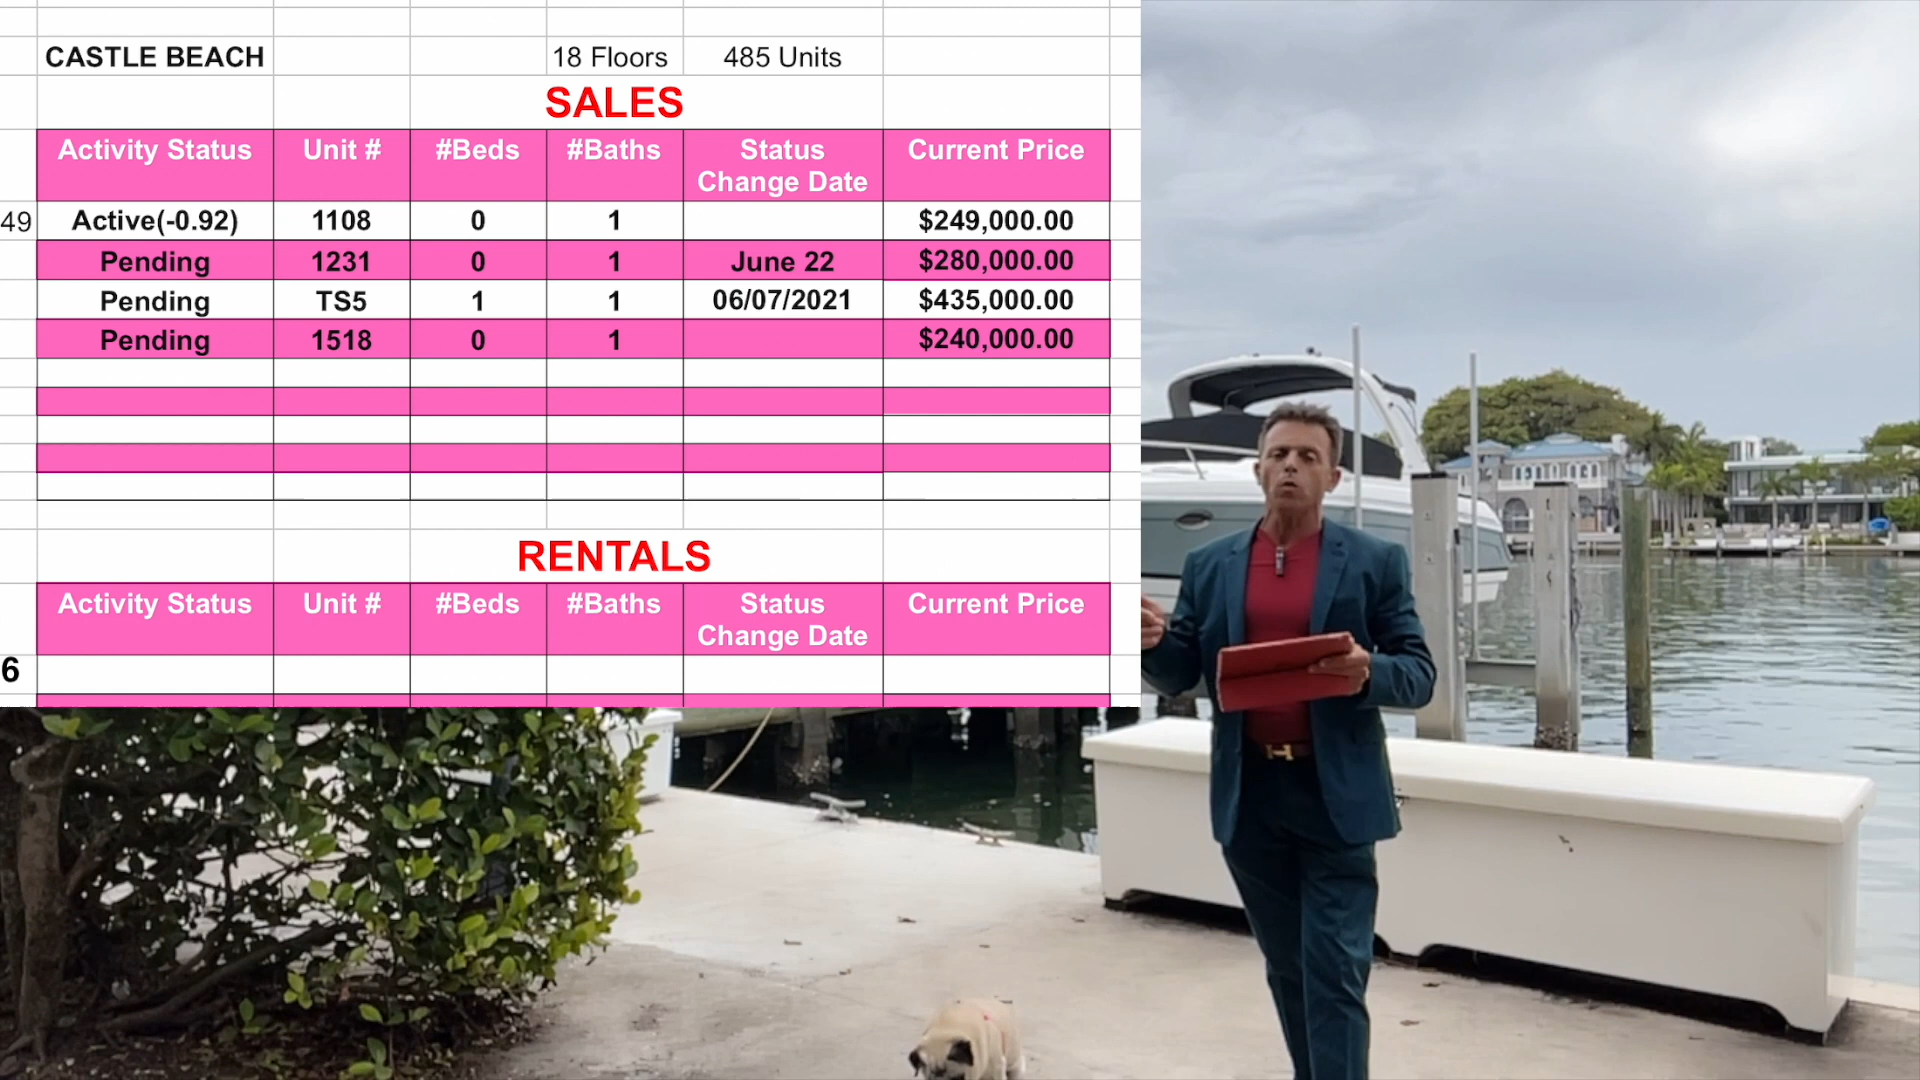 CASTLE BEACH 18 Floors 485 Units
SALES
Activity Status Unit # #Beds #Baths Status Change Date Current Price
49 Active(-0.92) 1108 0 1 $249,000.00
Pending 1231 0 1 June 22 $280,000.00
Pending TS5 1 1 06/07/2021 $435,000.00
Pending 1518 0 1 $240,000.00
RENTALS
Activity Status Unit # #Beds #Baths Status Change Date Current Price
6